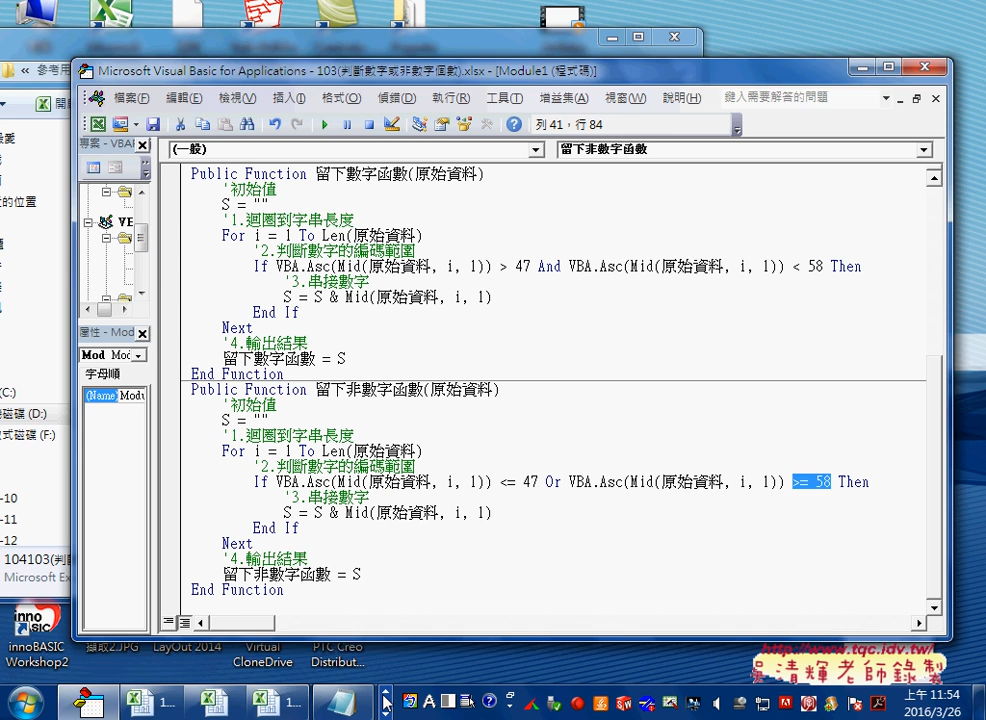 Microsoft Visual Basic for Applications - 103(判斷數字或非數字個數).xlsx - [Module1 (程式碼)]
« 參考用
檔案(F) 編輯(E) 檢視(V) 插入(I) 格式(O) 偵錯(D) 執行(R) 工具(T) 增益集(A) 視窗(W) 說明(H) 鍵入需要解答的問題
列 41，行 84
專案 - VBAF
(一般) 留下非數字函數
Public Function 留下數字函數(原始資料)
'初始值
S = ""
'1.迴圈到字串長度
For i = 1 To Len(原始資料)
'2.判斷數字的編碼範圍
If VBA.Asc(Mid(原始資料, i, 1)) > 47 And VBA.Asc(Mid(原始資料, i, 1)) < 58 Then
'3.串接數字
S = S & Mid(原始資料, i, 1)
End If
Next
'4.輸出結果
留下數字函數 = S
End Function
Public Function 留下非數字函數(原始資料)
'初始值
S = ""
'1.迴圈到字串長度
For i = 1 To Len(原始資料)
'2.判斷數字的編碼範圍
If VBA.Asc(Mid(原始資料, i, 1)) <= 47 Or VBA.Asc(Mid(原始資料, i, 1)) >= 58 Then
'3.串接數字
S = S & Mid(原始資料, i, 1)
End If
Next
'4.輸出結果
留下非數字函數 = S
End Function
VE
屬性 - Mod
Mod Mod
字母順
(Name) Modu
的位置
(C:)
磁碟 (D:)
式磁碟 (F:)
-10
-11
-12
104103(判
Microsoft Ex
innoBASIC Workshop2
擷取2.JPG
LayOut 2014
Virtual CloneDrive
PTC Creo Distribut...
http://www.tqc.idv.tw/
吳清輝老師錄製
1...
1...
上午 11:54
2016/3/26